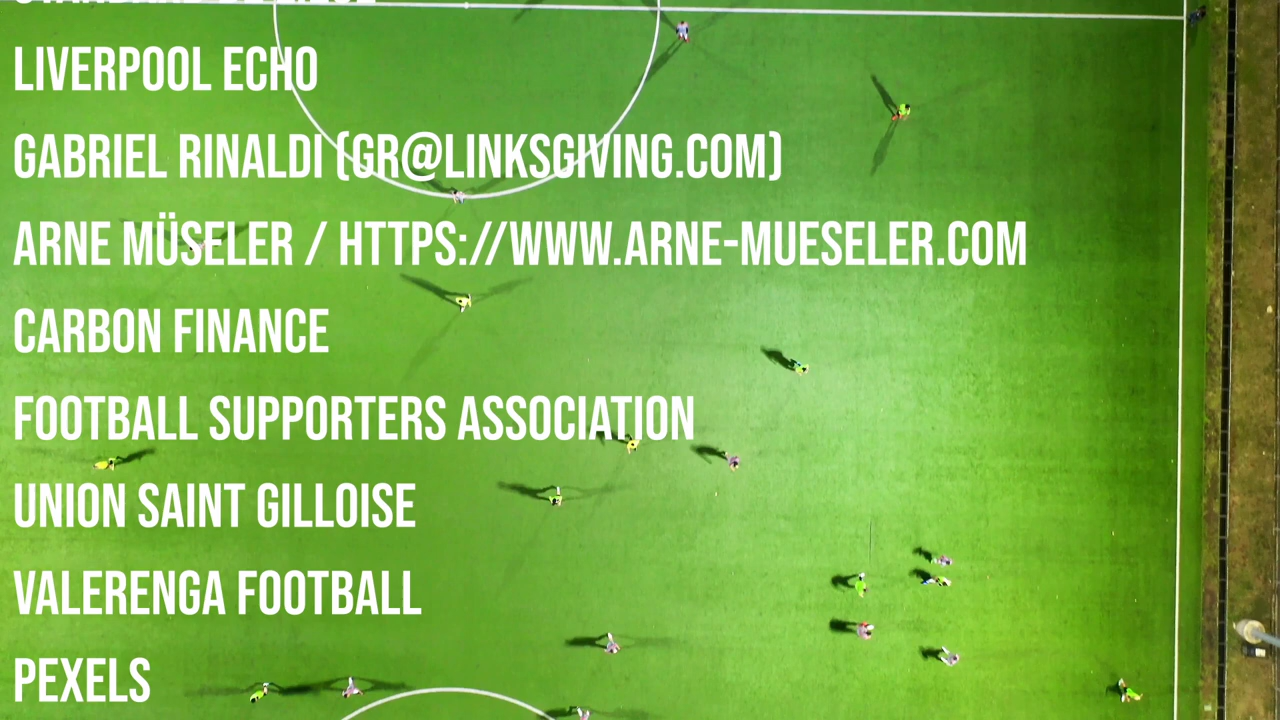 LIVERPOOL ECHO
GABRIEL RINALDI (GR@LINKSGIVING.COM)
ARNE MÜSELER / HTTPS://WWW.ARNE-MUESELER.COM
CARBON FINANCE
FOOTBALL SUPPORTERS ASSOCIATION
UNION SAINT GILLOISE
VALERENGA FOOTBALL
PEXELS